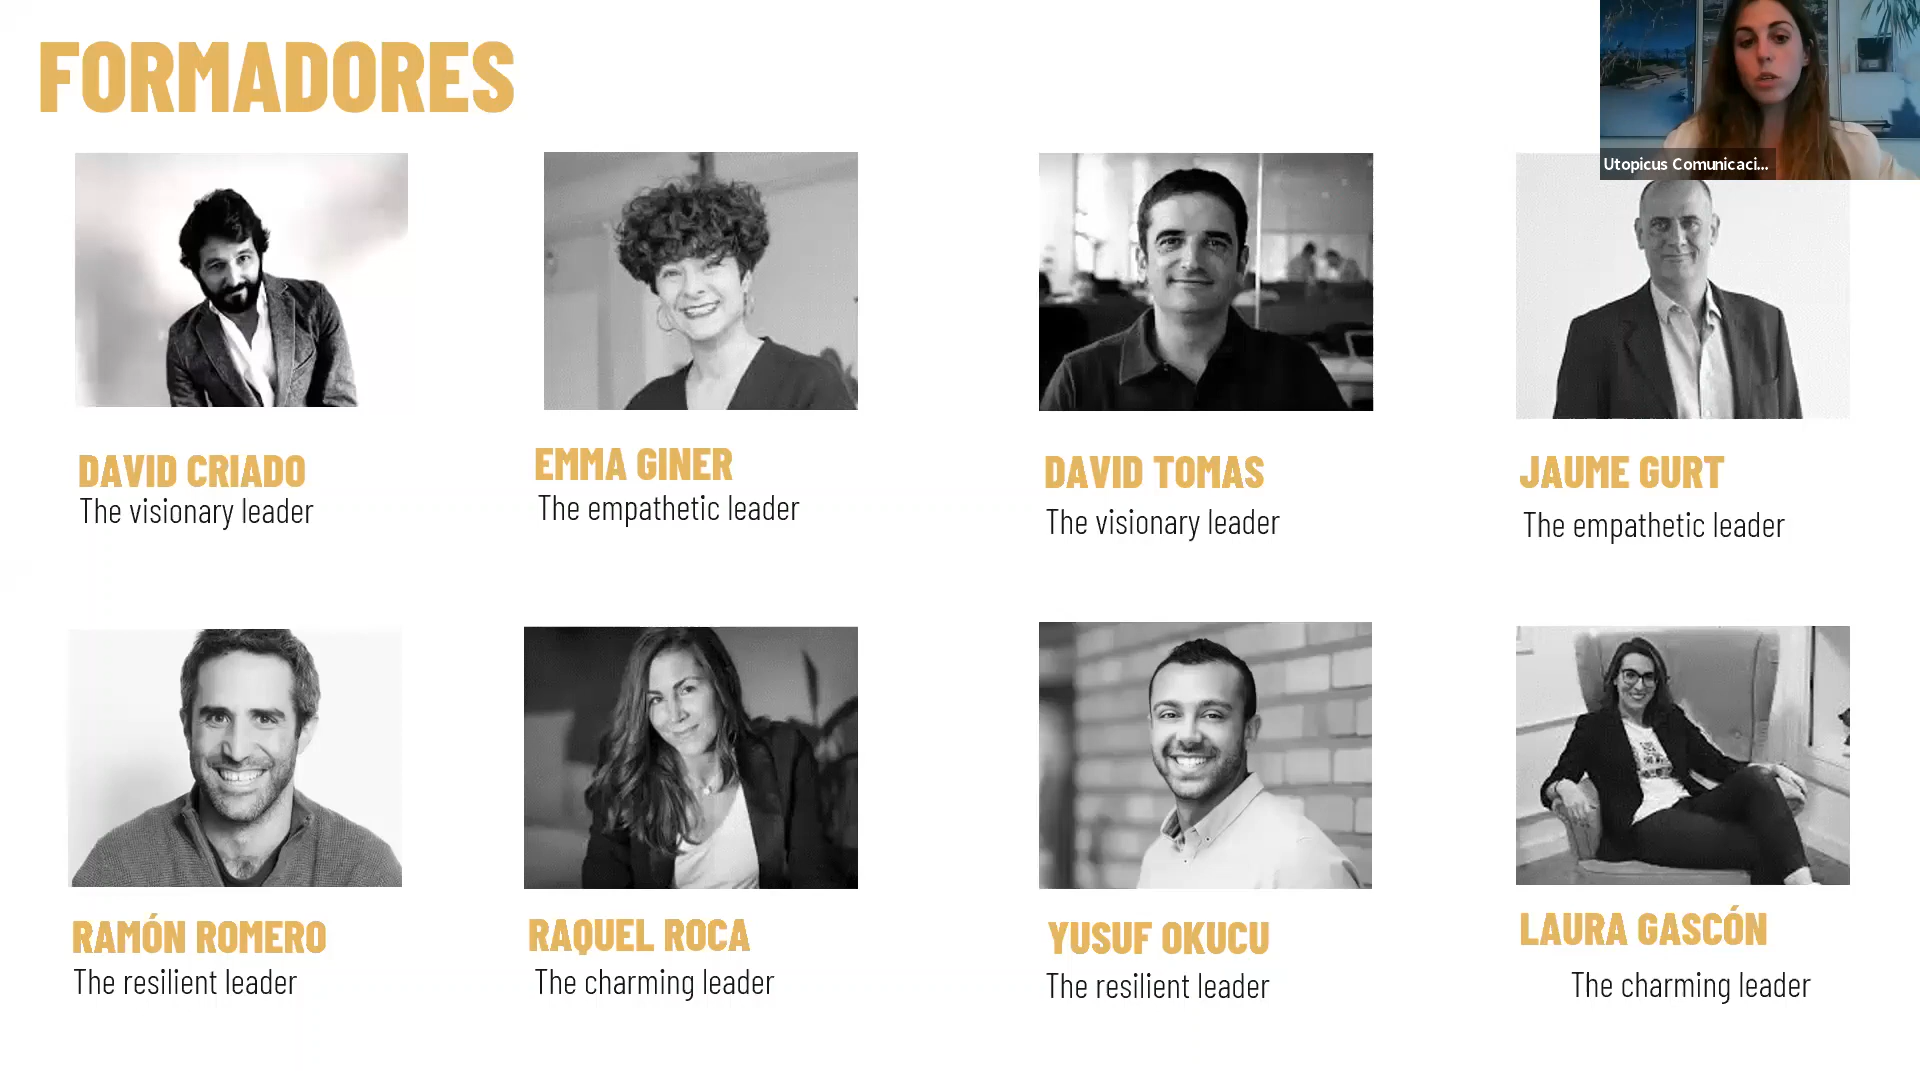 FORMADORES
Utopicus Comunicaci...
DAVID CRIADO
The visionary leader
EMMA GINER
The empathetic leader
DAVID TOMAS
The visionary leader
JAUME GURT
The empathetic leader
RAMÓN ROMERO
The resilient leader
RAQUEL ROCA
The charming leader
YUSUF OKUCU
The resilient leader
LAURA GASCÓN
The charming leader